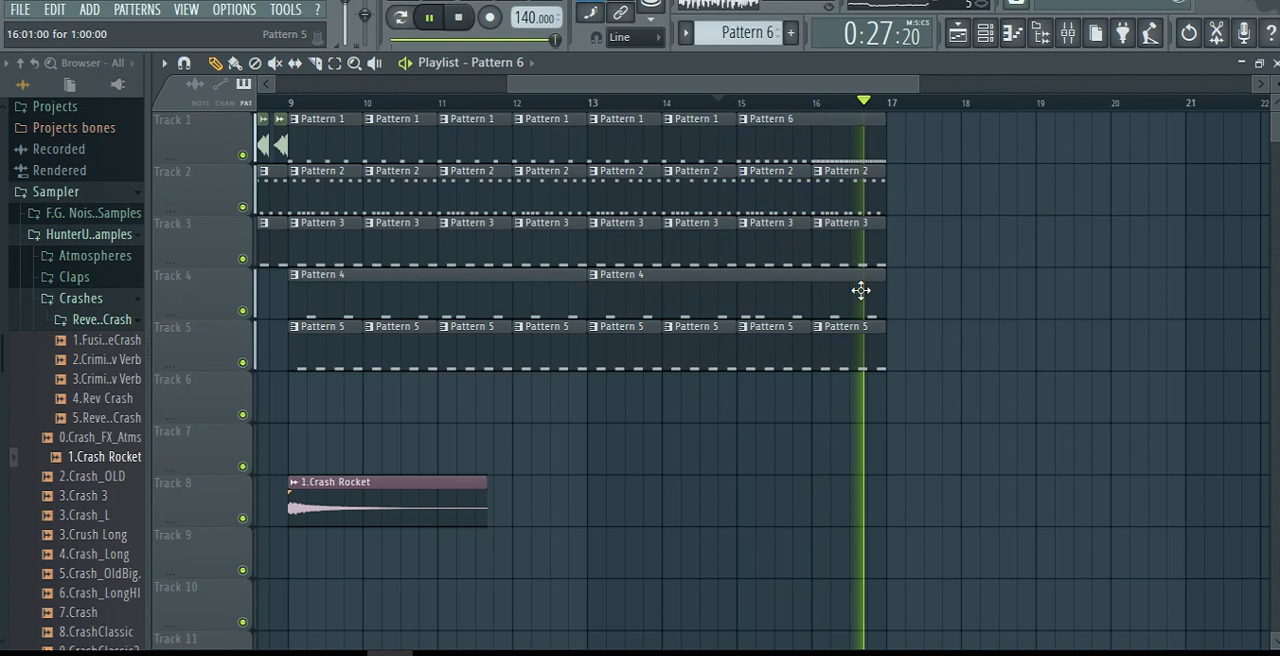 FILE EDIT ADD PATTERNS VIEW OPTIONS TOOLS ?
140.000
16:01:00 for 1:00:00 Pattern 5
Line
Pattern 6
M:S:CS
0:27:20
Browser - All
Playlist - Pattern 6
NOTE CHAN PAT
9 10 11 12 13 14 15 16 17 18 19 20 21 22
Projects
Projects bones
Recorded
Rendered
Sampler
F.G. Nois..Samples
HunterU..amples
Atmospheres
Claps
Crashes
Reve..Crash
1.Fusi..eCrash
2.Crimi..v Verb
3.Crimi..v Verb
4.Rev Crash
5.Reve..Crash
0.Crash_FX_Atms
1.Crash Rocket
2.Crash_OLD
3.Crash 3
3.Crash_L
3.Crush Long
4.Crash_Long
5.Crash_OldBig.
6.Crash_LongHI
7.Crash
8.CrashClassic
Track 1 Pattern 1 Pattern 1 Pattern 1 Pattern 1 Pattern 1 Pattern 1 Pattern 6
Track 2 Pattern 2 Pattern 2 Pattern 2 Pattern 2 Pattern 2 Pattern 2 Pattern 2 Pattern 2
Track 3 Pattern 3 Pattern 3 Pattern 3 Pattern 3 Pattern 3 Pattern 3 Pattern 3 Pattern 3
Track 4 Pattern 4 Pattern 4
Track 5 Pattern 5 Pattern 5 Pattern 5 Pattern 5 Pattern 5 Pattern 5 Pattern 5 Pattern 5
Track 6
Track 7
Track 8 1.Crash Rocket
Track 9
Track 10
Track 11